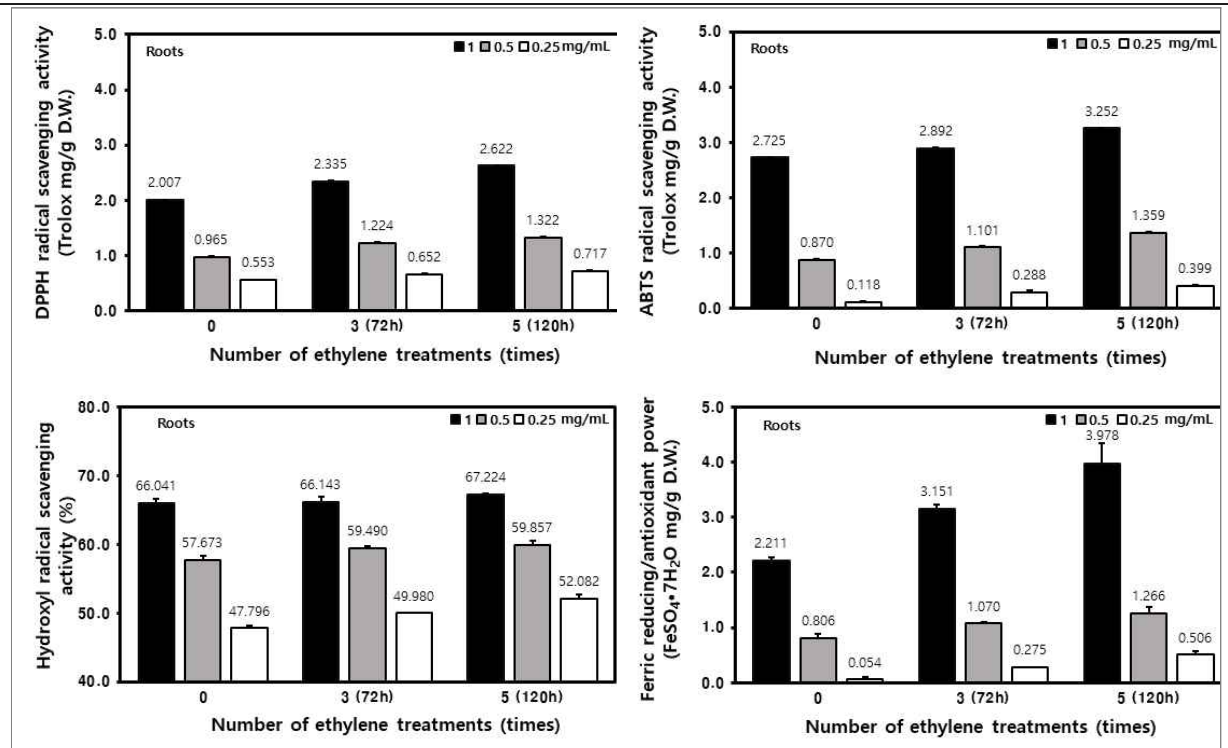 DPPH radical scavenging activity
(Trolox mg/g D.W.)
5.0
4.0
3.0
2.0
1.0
0.0
Roots
1 0.5 0.25 mg/mL
2.007
0.965
0.553
2.335
1.224
0.652
2.622
1.322
0.717
0
3 (72h)
5 (120h)
Number of ethylene treatments (times)
ABTS radical scavenging activity
(Trolox mg/g D.W.)
5.0
4.0
3.0
2.0
1.0
0.0
Roots
1 0.5 0.25 mg/mL
2.725
0.870
0.118
2.892
1.101
0.288
3.252
1.359
0.399
0
3 (72h)
5 (120h)
Number of ethylene treatments (times)
Hydroxyl radical scavenging
activity (%)
80.0
70.0
60.0
50.0
40.0
Roots
1 0.5 0.25 mg/mL
66.041
57.673
47.796
66.143
59.490
49.980
67.224
59.857
52.082
0
3 (72h)
5 (120h)
Number of ethylene treatments (times)
Ferric reducing/antioxidant power
(FeSO₄•7H₂O mg/g D.W.)
5.0
4.0
3.0
2.0
1.0
0.0
Roots
1 0.5 0.25 mg/mL
2.211
0.806
0.054
3.151
1.070
0.275
3.978
1.266
0.506
0
3 (72h)
5 (120h)
Number of ethylene treatments (times)